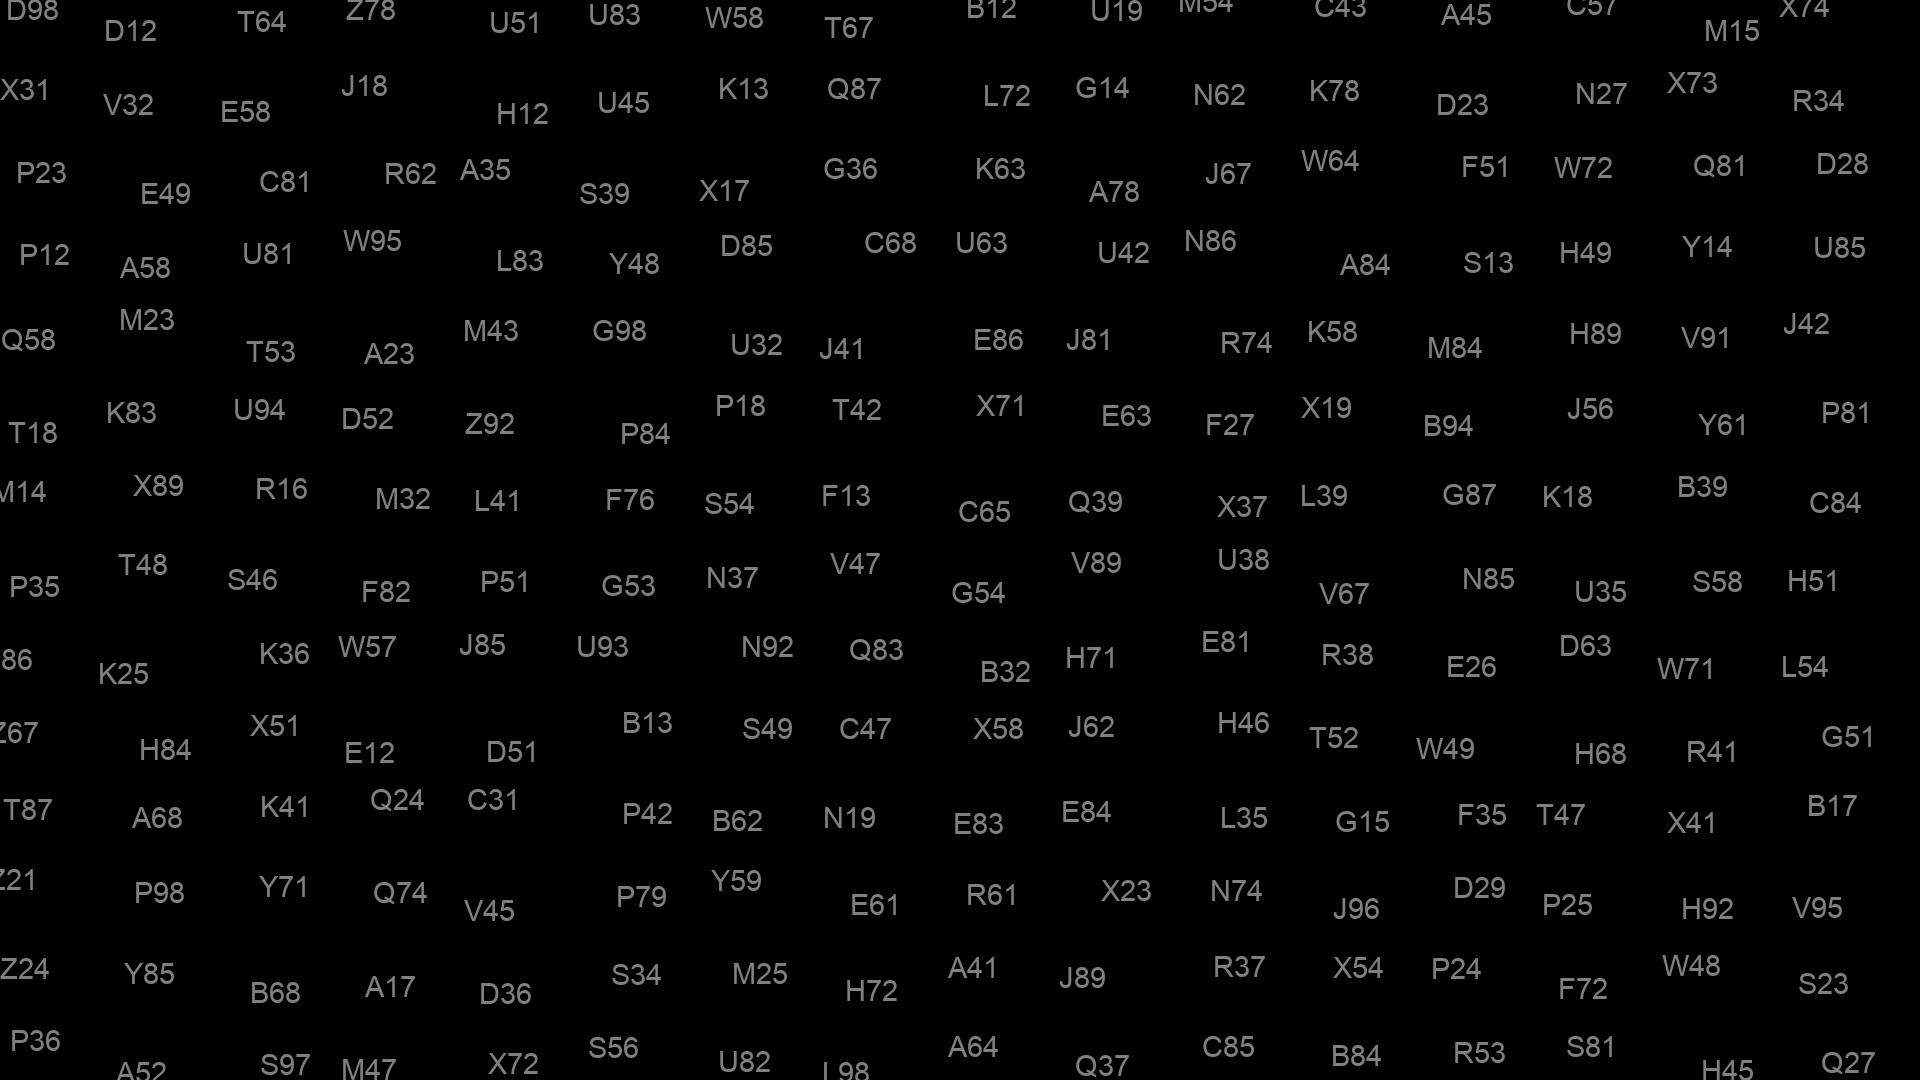 D98 D12 T64 Z78 U51 U83 W58 T67 B12 U19 M54 C43 A45 C57 M15 X74
X31 V32 E58 J18 H12 U45 K13 Q87 L72 G14 N62 K78 D23 N27 X73 R34
P23 E49 C81 R62 A35 S39 X17 G36 K63 A78 J67 W64 F51 W72 Q81 D28
P12 A58 U81 W95 L83 Y48 D85 C68 U63 U42 N86 A84 S13 H49 Y14 U85
Q58 M23 T53 A23 M43 G98 U32 J41 E86 J81 R74 K58 M84 H89 V91 J42
T18 K83 U94 D52 Z92 P84 P18 T42 X71 E63 F27 X19 B94 J56 Y61 P81
M14 X89 R16 M32 L41 F76 S54 F13 C65 Q39 X37 L39 G87 K18 B39 C84
P35 T48 S46 F82 P51 G53 N37 V47 G54 V89 U38 V67 N85 U35 S58 H51
86 K25 K36 W57 J85 U93 N92 Q83 B32 H71 E81 R38 E26 D63 W71 L54
Z67 H84 X51 E12 D51 B13 S49 C47 X58 J62 H46 T52 W49 H68 R41 G51
T87 A68 K41 Q24 C31 P42 B62 N19 E83 E84 L35 G15 F35 T47 X41 B17
Z21 P98 Y71 Q74 V45 P79 Y59 E61 R61 X23 N74 J96 D29 P25 H92 V95
Z24 Y85 B68 A17 D36 S34 M25 H72 A41 J89 R37 X54 P24 F72 W48 S23
P36 A52 S97 M47 X72 S56 U82 L98 A64 Q37 C85 B84 R53 S81 H45 Q27